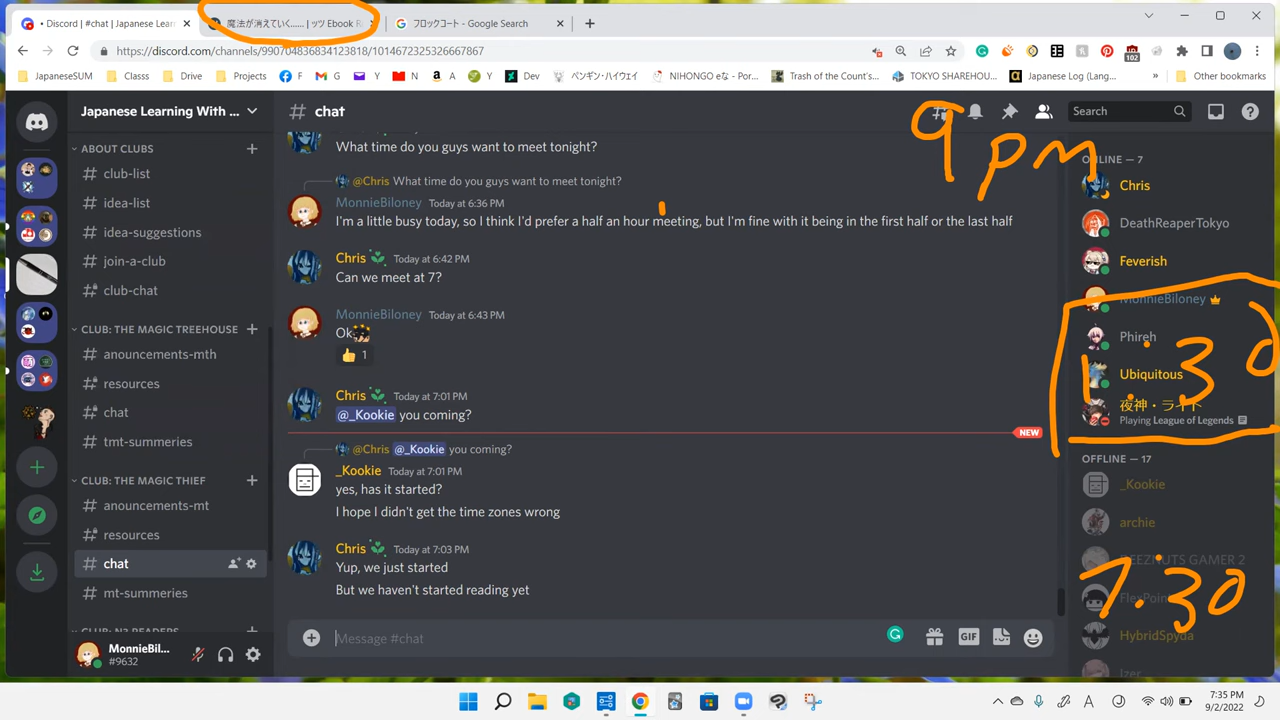 • Discord | #chat | Japanese Lear
魔法が消えていく...... | ッツ Ebook R
フロックコート - Google Search
https://discord.com/channels/990704836834123818/1014672325326667867
102
JapaneseSUM
Classs
Drive
Projects
F
G
Y
N
A
Y
Dev
ペンギン・ハイウェイ
NIHONGO eな - Por...
Trash of the Count's...
TOKYO SHAREHOU...
Japanese Log (Lang...
»
Other bookmarks
Japanese Learning With ...
# chat
Search
9 pm
ABOUT CLUBS
# club-list
# idea-list
# idea-suggestions
# join-a-club
# club-chat
CLUB: THE MAGIC TREEHOUSE
# anouncements-mth
# resources
# chat
# tmt-summeries
CLUB: THE MAGIC THIEF
# anouncements-mt
# resources
# chat
# mt-summeries
MonnieBil...
#9632
What time do you guys want to meet tonight?
@Chris What time do you guys want to meet tonight?
MonnieBiloney Today at 6:36 PM
I'm a little busy today, so I think I'd prefer a half an hour meeting, but I'm fine with it being in the first half or the last half
Chris Today at 6:42 PM
Can we meet at 7?
MonnieBiloney Today at 6:43 PM
Ok
1
Chris Today at 7:01 PM
@_Kookie you coming?
NEW
@Chris @_Kookie you coming?
_Kookie Today at 7:01 PM
yes, has it started?
I hope I didn't get the time zones wrong
Chris Today at 7:03 PM
Yup, we just started
But we haven't started reading yet
Message #chat
GIF
ONLINE — 7
Chris
DeathReaperTokyo
Feverish
MonnieBiloney
Phireh
Ubiquitous
夜神・ライト
Playing League of Legends
1:30
OFFLINE — 17
_Kookie
archie
DEEZNUTS GAMER 2
FlexPoin
HybridSpyda
Izer
7:30
A
7:35 PM
9/2/2022